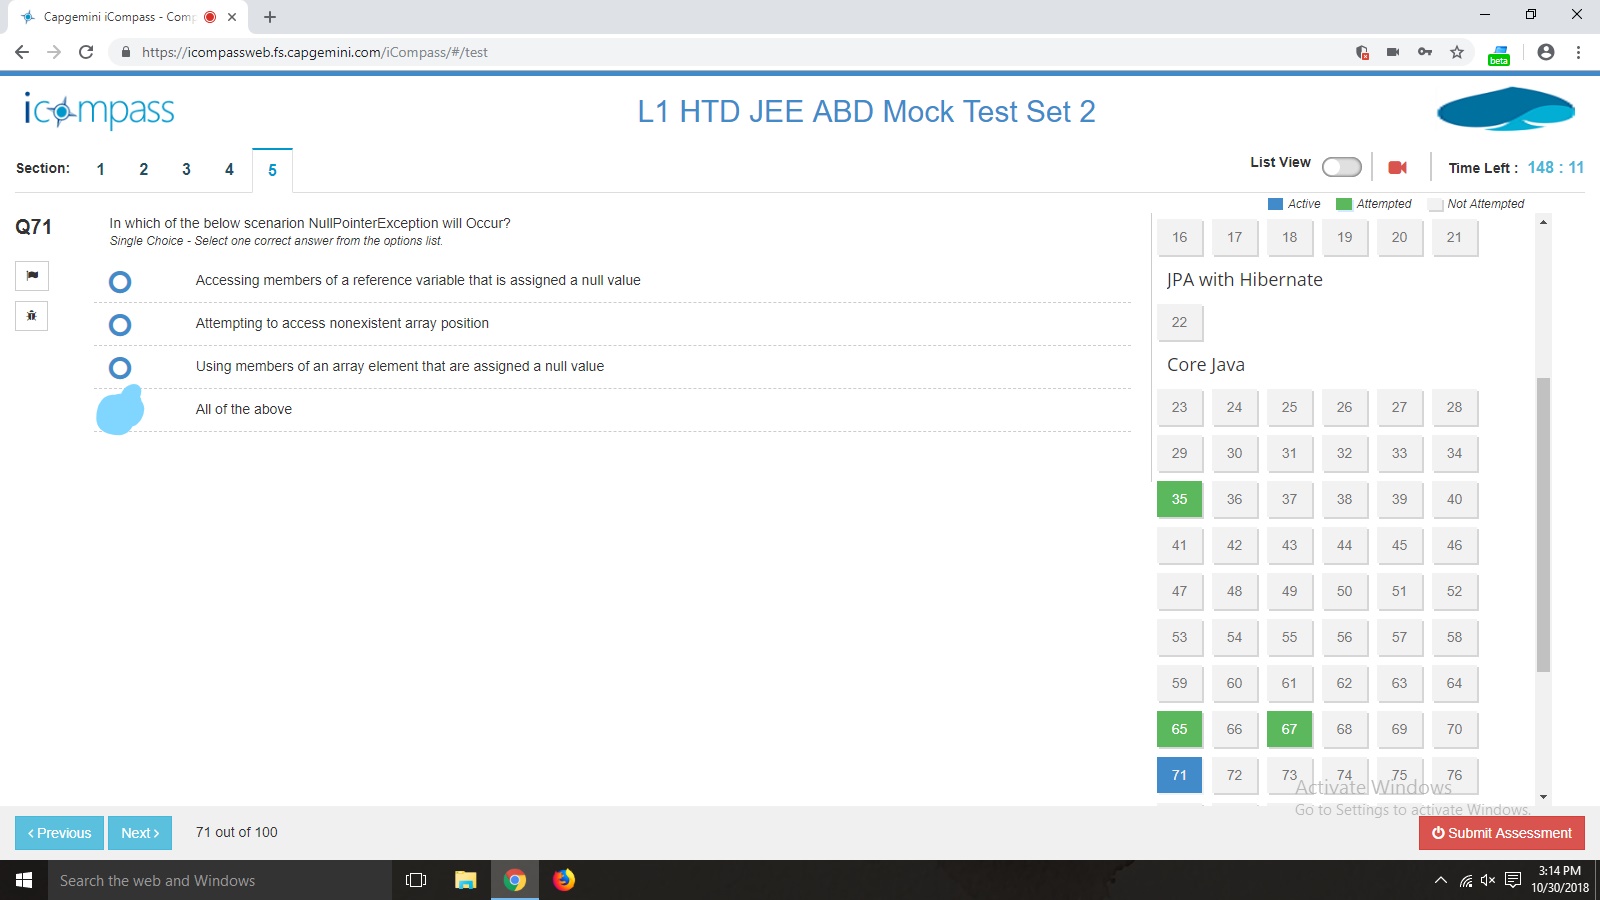 Capgemini iCompass - Comp
https://icompassweb.fs.capgemini.com/iCompass/#/test
beta
icompass
L1 HTD JEE ABD Mock Test Set 2
Section: 1 2 3 4 5
List View
Time Left : 148 : 11
Active Attempted Not Attempted
Q71
In which of the below scenarion NullPointerException will Occur?
Single Choice - Select one correct answer from the options list.
Accessing members of a reference variable that is assigned a null value
Attempting to access nonexistent array position
Using members of an array element that are assigned a null value
All of the above
16 17 18 19 20 21
JPA with Hibernate
22
Core Java
23 24 25 26 27 28
29 30 31 32 33 34
35 36 37 38 39 40
41 42 43 44 45 46
47 48 49 50 51 52
53 54 55 56 57 58
59 60 61 62 63 64
65 66 67 68 69 70
71 72 73 74 75 76
Activate Windows
Go to Settings to activate Windows.
Previous Next 71 out of 100
Submit Assessment
Search the web and Windows
3:14 PM
10/30/2018